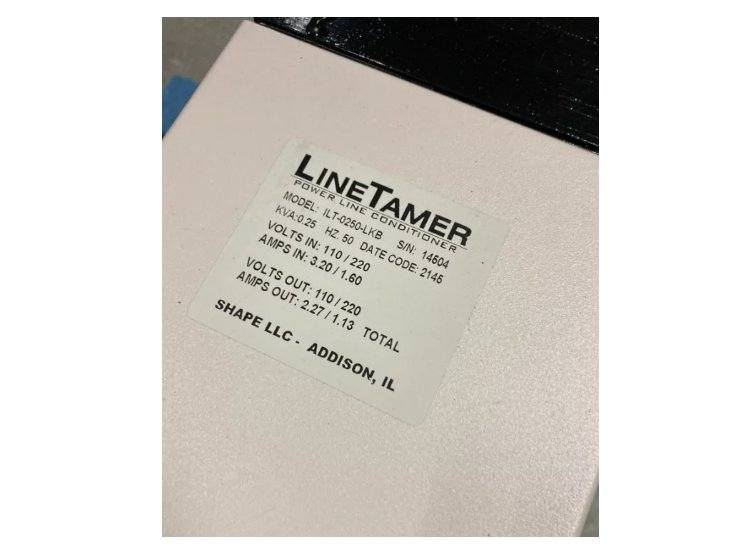 LINETAMER
POWER LINE CONDITIONER
MODEL: ILT-0250-LKB S/N: 14504
KVA:0.25 HZ. 50 DATE CODE: 2145
VOLTS IN: 110 / 220
AMPS IN: 3.20 / 1.60
VOLTS OUT: 110 / 220
AMPS OUT: 2.27 / 1.13 TOTAL
SHAPE LLC - ADDISON, IL